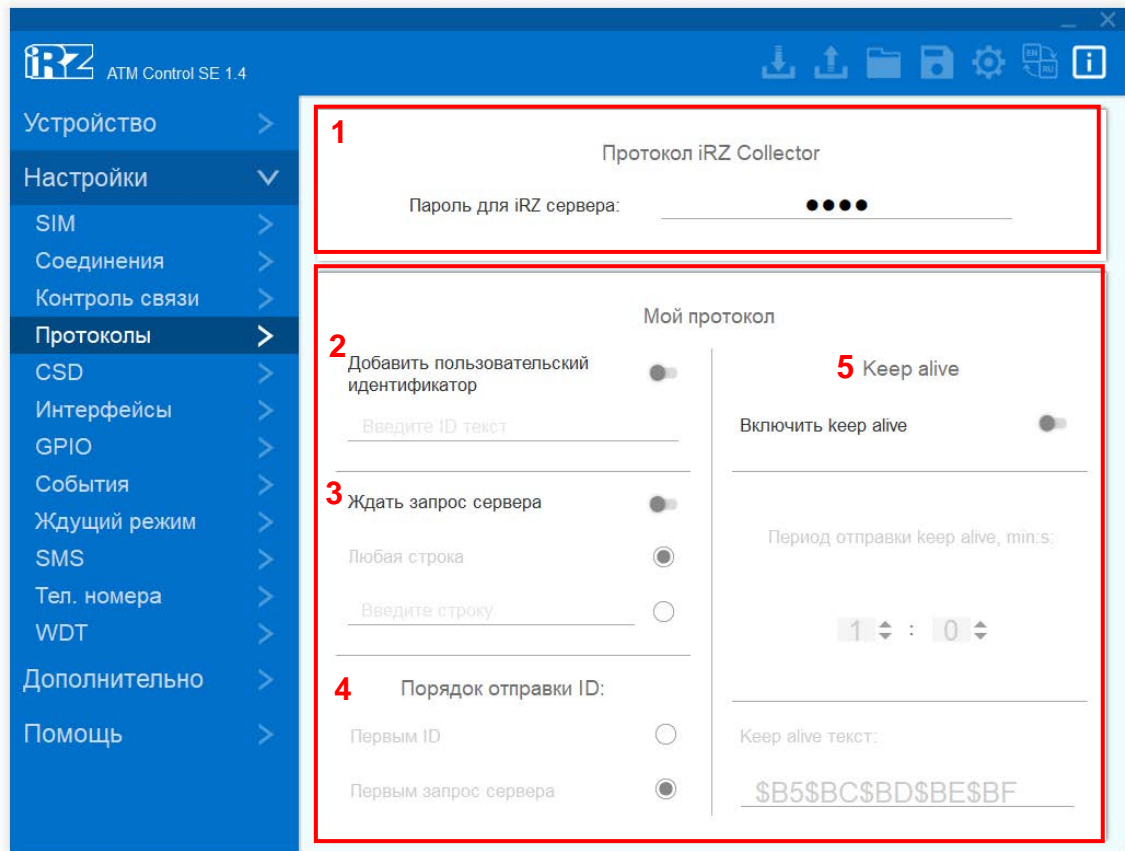 iRZ ATM Control SE 1.4
EN
RU
i
Устройство
Настройки
SIM
Соединения
Контроль связи
Протоколы
CSD
Интерфейсы
GPIO
События
Ждущий режим
SMS
Тел. номера
WDT
Дополнительно
Помощь
1
Протокол iRZ Collector
Пароль для iRZ сервера: ●●●●
Мой протокол
2
Добавить пользовательский
идентификатор
Введите ID текст
3 Ждать запрос сервера
Любая строка
Введите строку
4 Порядок отправки ID:
Первым ID
Первым запрос сервера
5 Keep alive
Включить keep alive
Период отправки keep alive, min:s:
1 : 0
Keep alive текст:
$B5$BC$BD$BE$BF